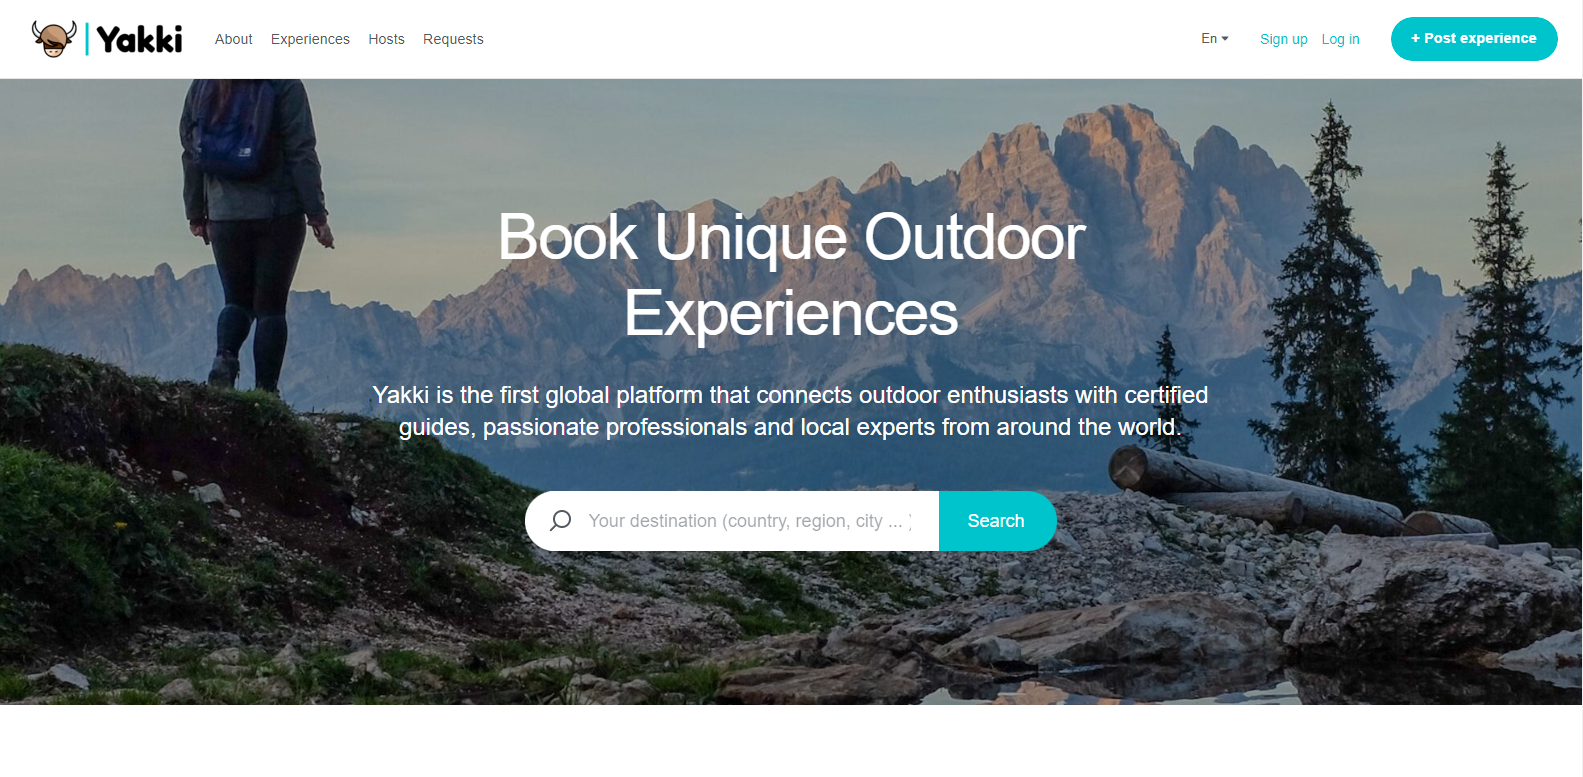 Yakki
About Experiences Hosts Requests
En
Sign up Log in
+ Post experience
Book Unique Outdoor
Experiences
Yakki is the first global platform that connects outdoor enthusiasts with certified
guides, passionate professionals and local experts from around the world.
Your destination (country, region, city ... )
Search